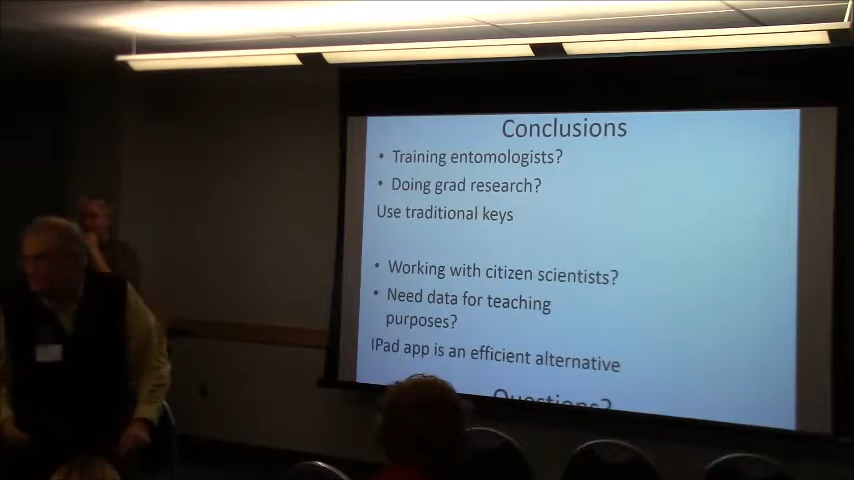 Conclusions
• Training entomologists?
• Doing grad research?
Use traditional keys
• Working with citizen scientists?
• Need data for teaching
purposes?
IPad app is an efficient alternative
Questions?